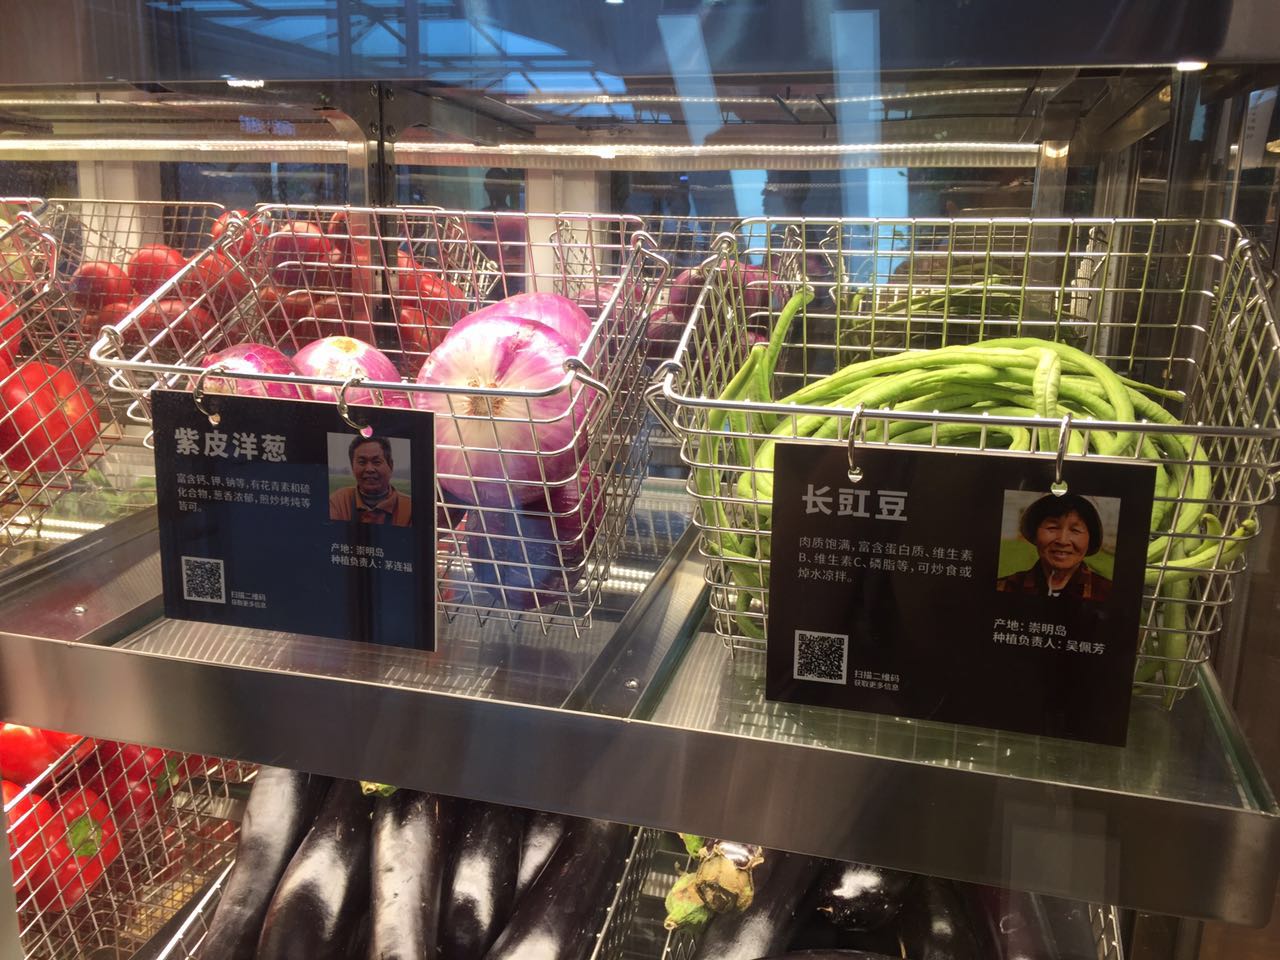 紫皮洋葱
富含钙、钾、钠等，有花青素和硫
化合物，葱香浓郁，煎炒烤炖等
皆可。
产地：崇明岛
种植负责人：茅连福
扫描二维码
获取更多信息
长豇豆
肉质饱满，富含蛋白质、维生素
B、维生素C、磷脂等，可炒食或
焯水凉拌。
产地：崇明岛
种植负责人：吴佩芳
扫描二维码
获取更多信息